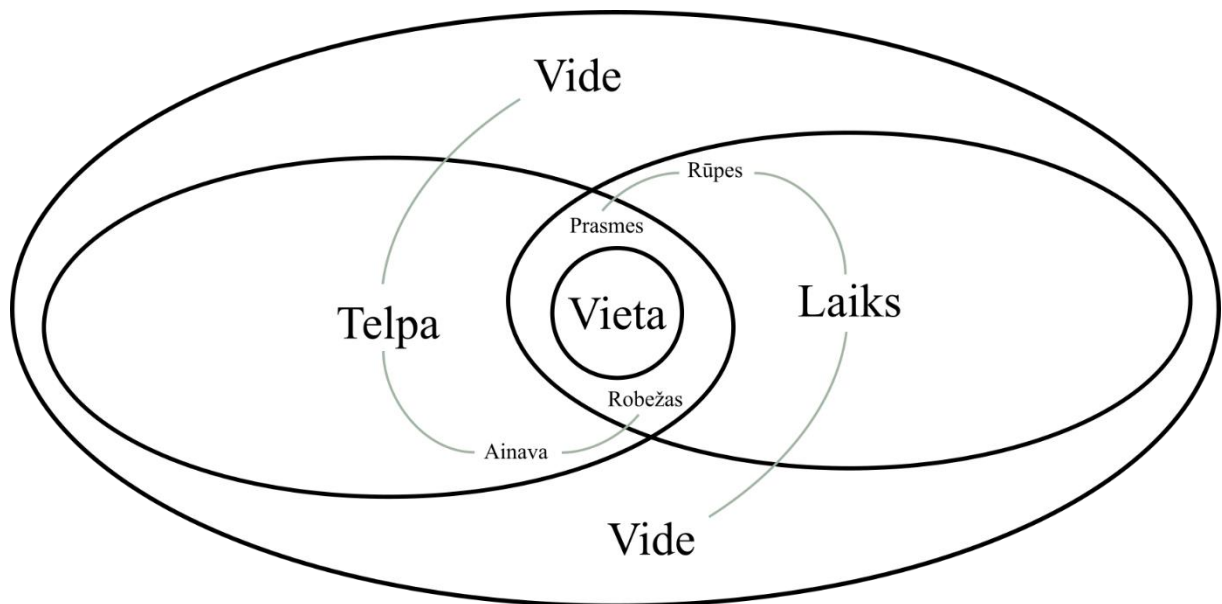 Vide
Rūpes
Prasmes
Telpa
Vieta
Laiks
Robežas
Ainava
Vide